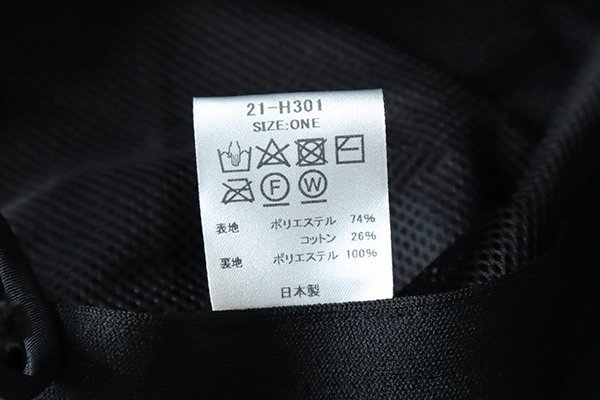 21-H301
SIZE:ONE
F W
表地 ポリエステル 74%
コットン 26%
裏地 ポリエステル 100%
日本製